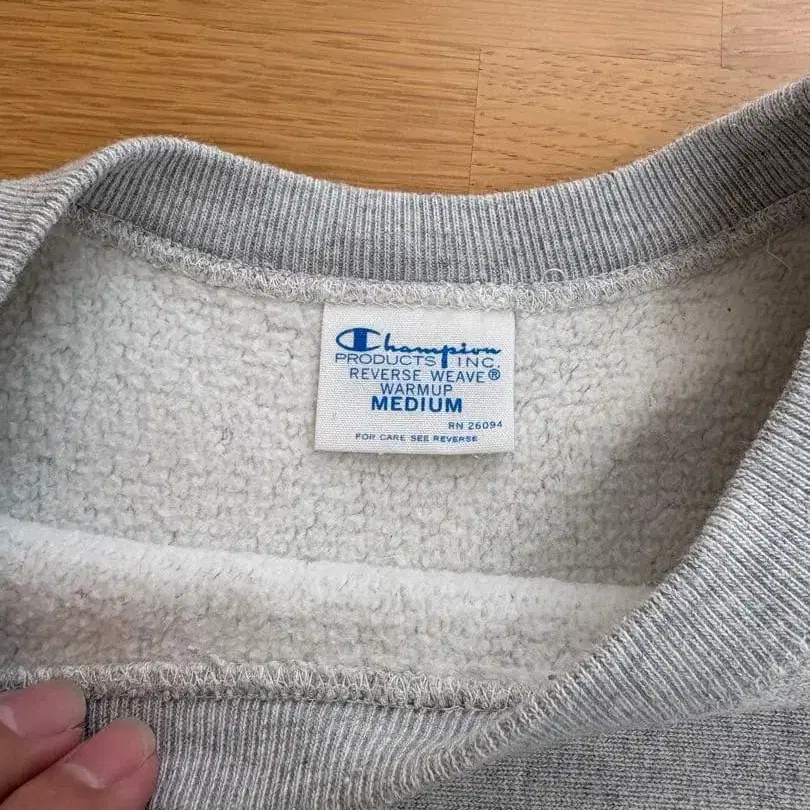 Champion
PRODUCTS INC.
REVERSE WEAVE®
WARMUP
MEDIUM
RN 26094
FOR CARE SEE REVERSE